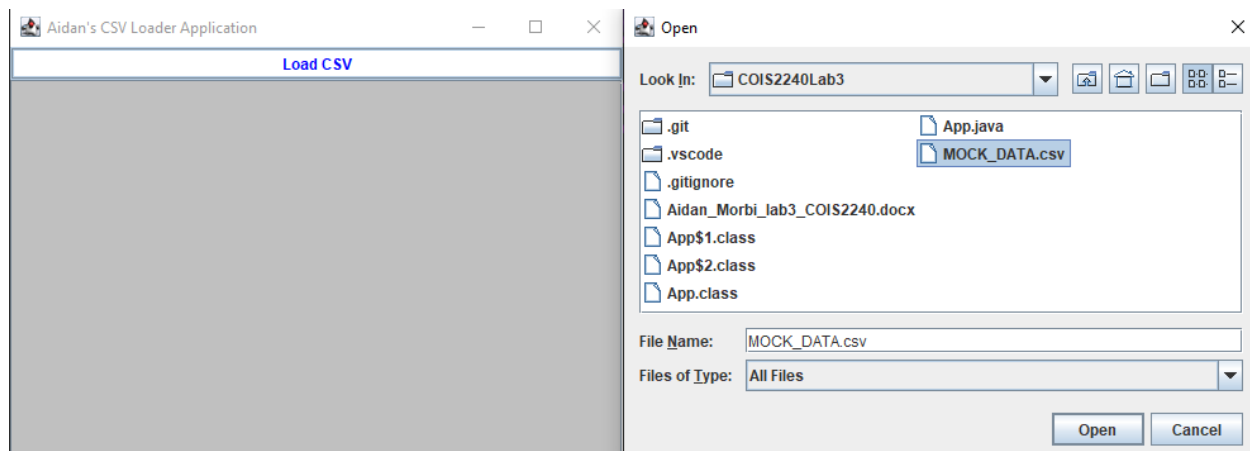 Aidan's CSV Loader Application
Load CSV
Open
Look In: COIS2240Lab3
.git
.vscode
.gitignore
Aidan_Morbi_lab3_COIS2240.docx
App$1.class
App$2.class
App.class
App.java
MOCK_DATA.csv
File Name: MOCK_DATA.csv
Files of Type: All Files
Open Cancel